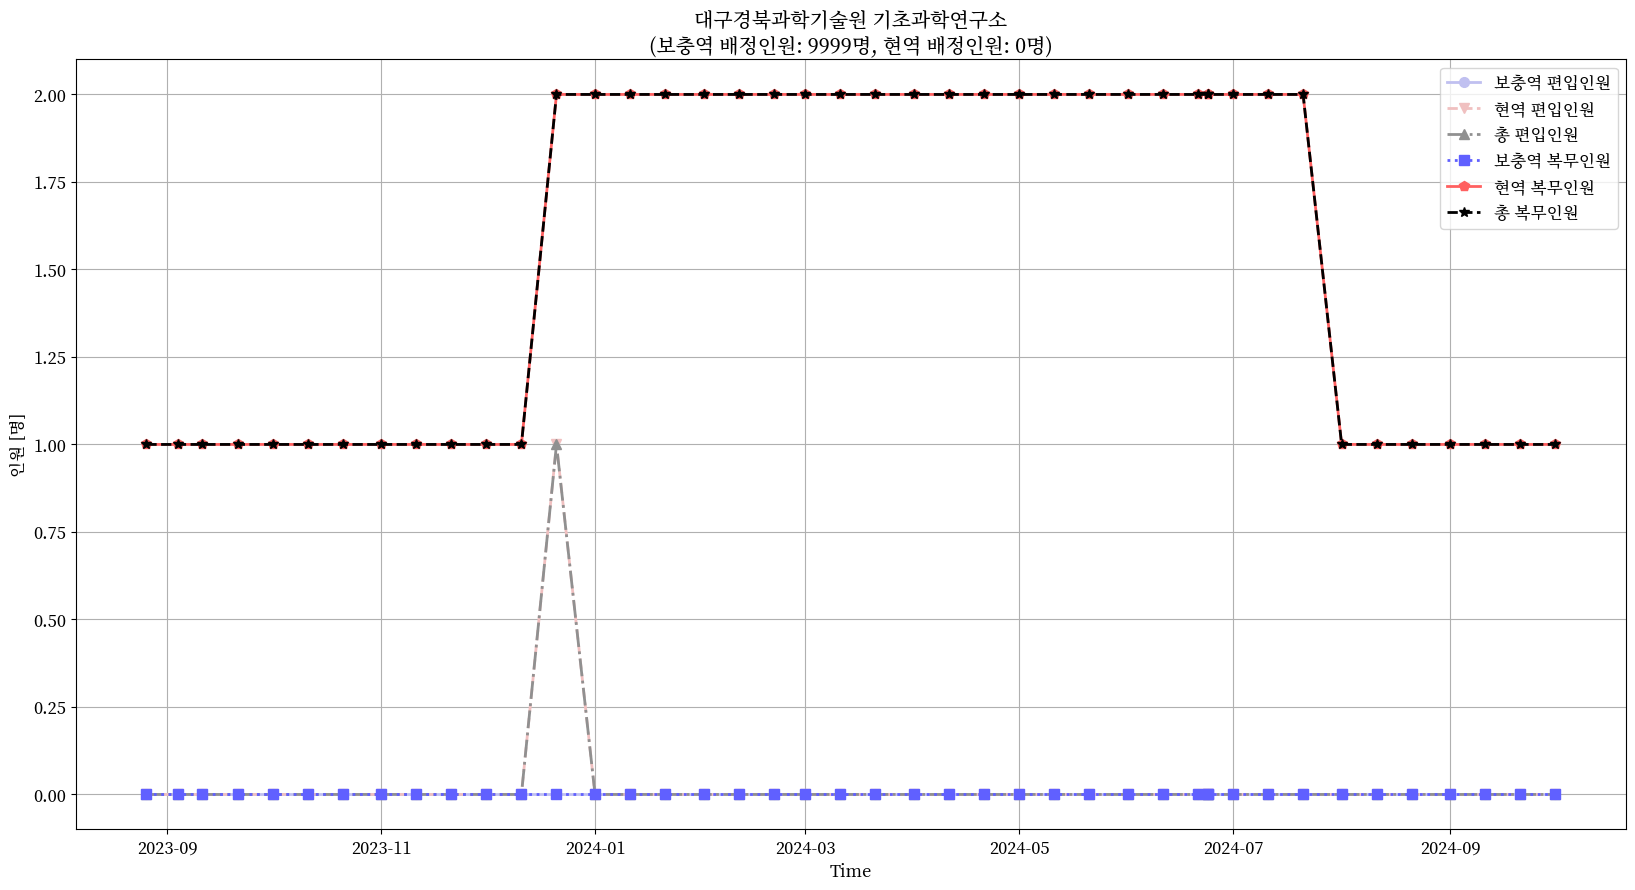 대구경북과학기술원 기초과학연구소
(보충역 배정인원: 9999명, 현역 배정인원: 0명)
보충역 편입인원
현역 편입인원
총 편입인원
보충역 복무인원
현역 복무인원
총 복무인원
인원 [명]
2.00
1.75
1.50
1.25
1.00
0.75
0.50
0.25
0.00
2023-09
2023-11
2024-01
2024-03
2024-05
2024-07
2024-09
Time